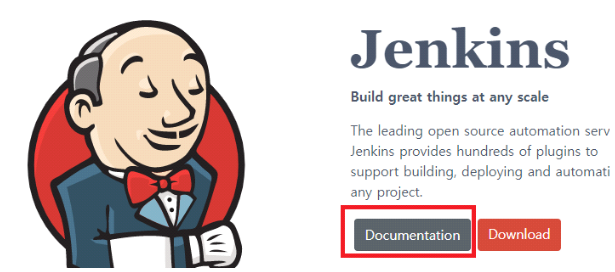 Jenkins
Build great things at any scale
The leading open source automation serv
Jenkins provides hundreds of plugins to
support building, deploying and automati
any project.
Documentation Download